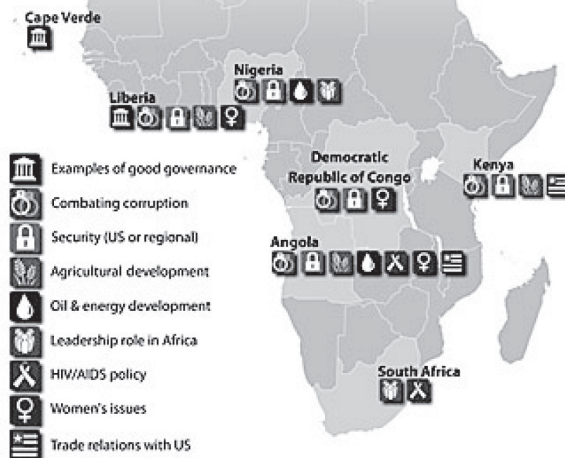 Cape Verde
Nigeria
Liberia
Democratic
Republic of Congo
Kenya
Angola
South Africa
Examples of good governance
Combating corruption
Security (US or regional)
Agricultural development
Oil & energy development
Leadership role in Africa
HIV/AIDS policy
Women's issues
Trade relations with US